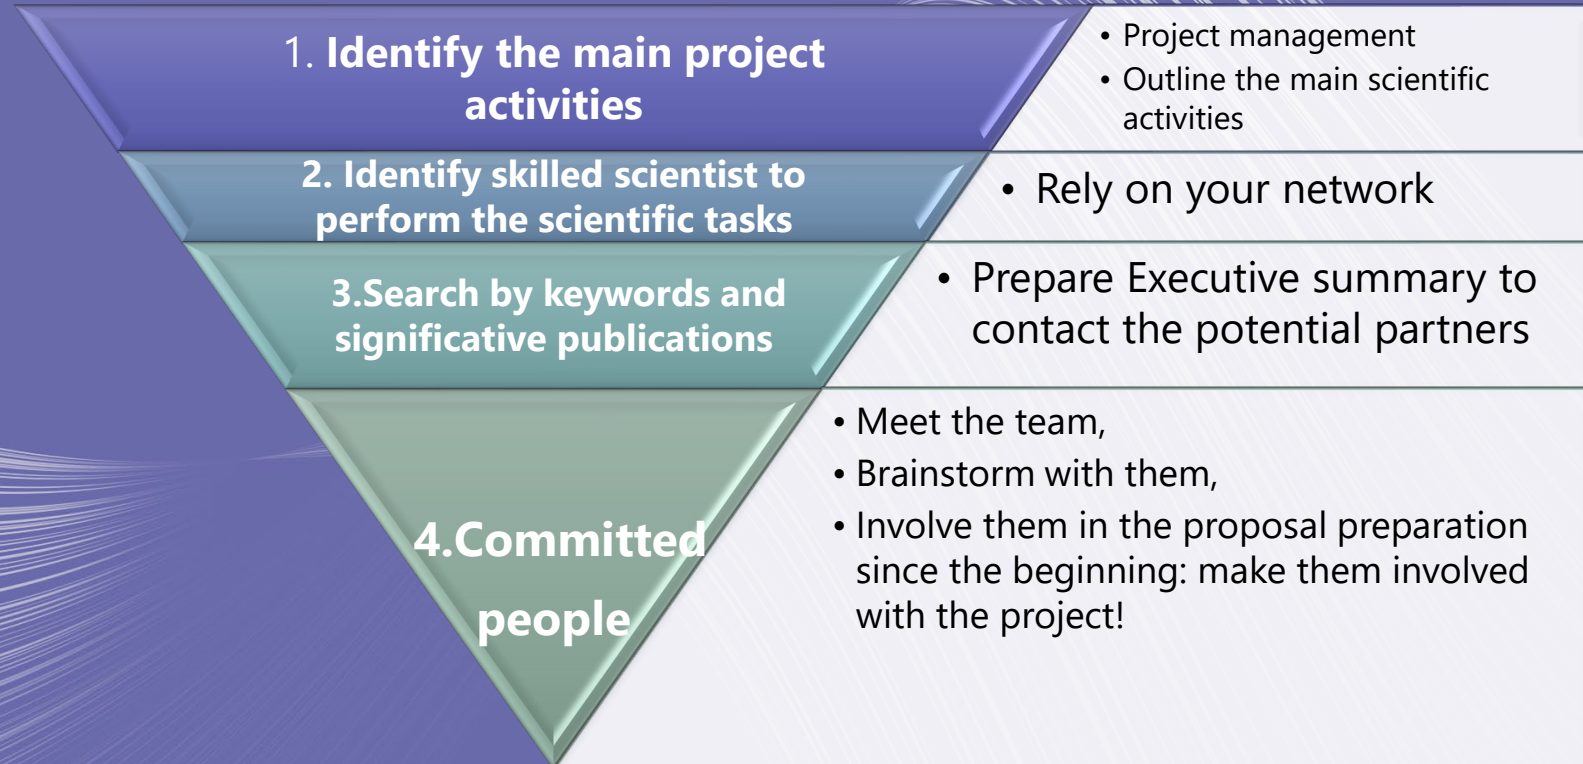 1. Identify the main project
activities
• Project management
• Outline the main scientific
activities
2. Identify skilled scientist to
perform the scientific tasks
• Rely on your network
3.Search by keywords and
significative publications
• Prepare Executive summary to
contact the potential partners
4.Committed
people
• Meet the team,
• Brainstorm with them,
• Involve them in the proposal preparation
since the beginning: make them involved
with the project!